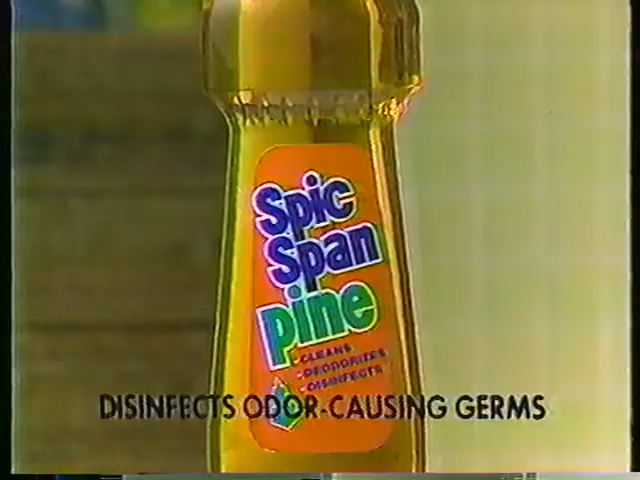 Spic
Span
pine
• CLEANS
• DEODORIZES
• DISINFECTS
DISINFECTS ODOR-CAUSING GERMS